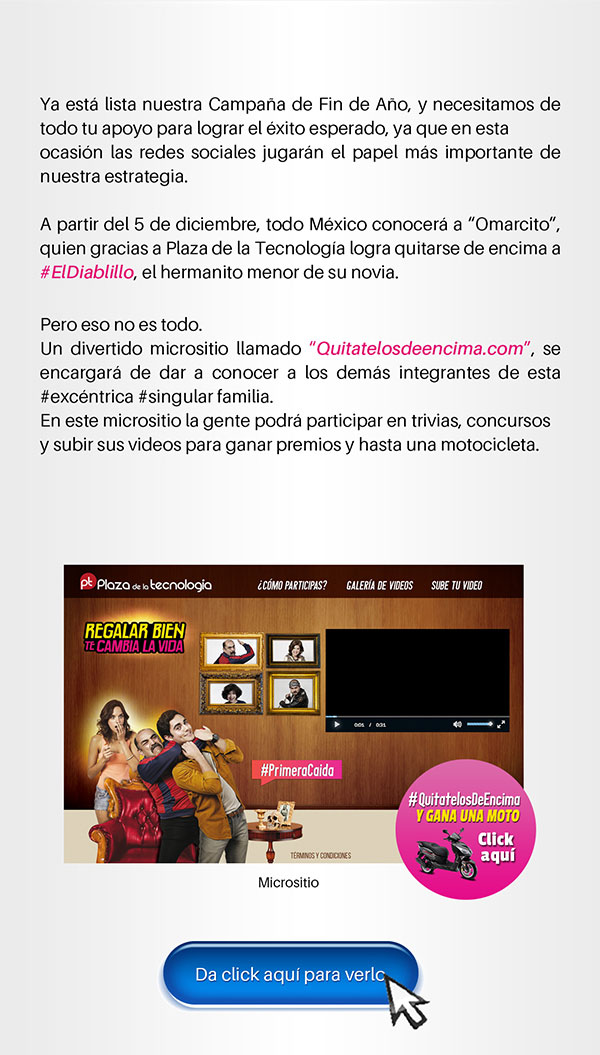 Ya está lista nuestra Campaña de Fin de Año, y necesitamos de
todo tu apoyo para lograr el éxito esperado, ya que en esta
ocasión las redes sociales jugarán el papel más importante de
nuestra estrategia.
A partir del 5 de diciembre, todo México conocerá a “Omarcito”,
quien gracias a Plaza de la Tecnología logra quitarse de encima a
#ElDiablillo, el hermanito menor de su novia.
Pero eso no es todo.
Un divertido micrositio llamado “Quitatelosdeencima.com”, se
encargará de dar a conocer a los demás integrantes de esta
#excéntrica #singular familia.
En este micrositio la gente podrá participar en trivias, concursos
y subir sus videos para ganar premios y hasta una motocicleta.
pt Plaza de la tecnología
¿CÓMO PARTICIPAS? GALERÍA DE VIDEOS SUBE TU VIDEO
REGALAR BIEN
TE CAMBIA LA VIDA
0:01 / 0:31
#PrimeraCaída
#QuitatelosDeEncima
Y GANA UNA MOTO
Click
aquí
TÉRMINOS Y CONDICIONES
Micrositio
Da click aquí para verlo